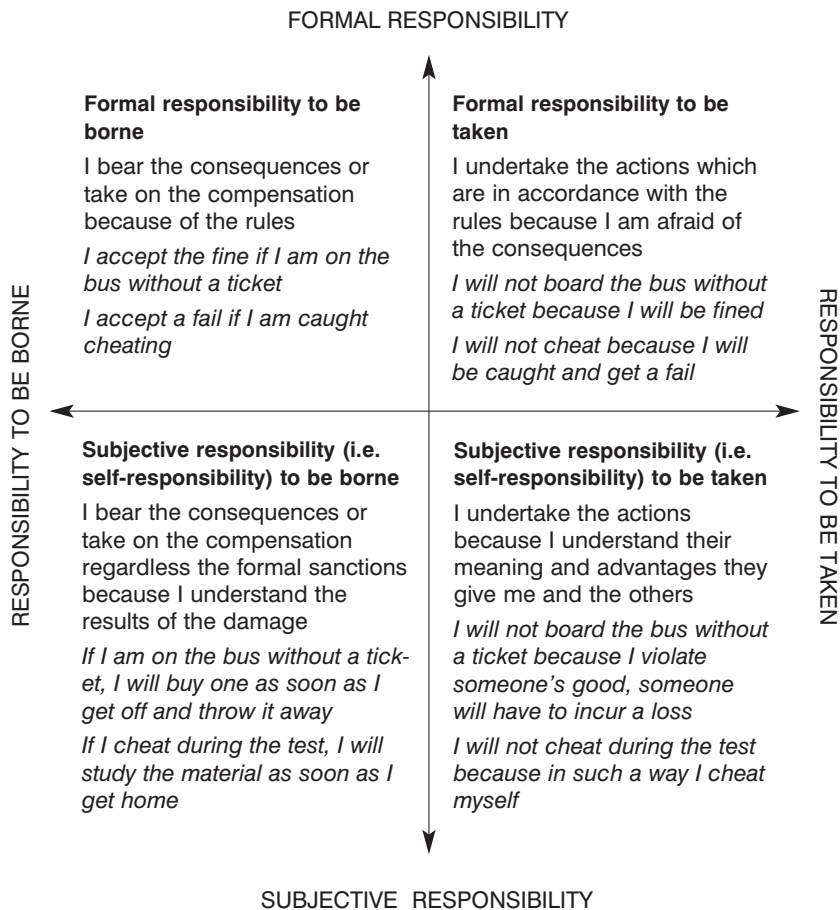 FORMAL RESPONSIBILITY
Formal responsibility to be
borne
I bear the consequences or
take on the compensation
because of the rules
I accept the fine if I am on the
bus without a ticket
I accept a fail if I am caught
cheating
Formal responsibility to be
taken
I undertake the actions which
are in accordance with the
rules because I am afraid of
the consequences
I will not board the bus without
a ticket because I will be fined
I will not cheat because I will
be caught and get a fail
RESPONSIBILITY TO BE BORNE
RESPONSIBILITY TO BE TAKEN
Subjective responsibility (i.e.
self-responsibility) to be borne
I bear the consequences or
take on the compensation
regardless the formal sanctions
because I understand the
results of the damage
If I am on the bus without a tick-
et, I will buy one as soon as I
get off and throw it away
If I cheat during the test, I will
study the material as soon as I
get home
Subjective responsibility (i.e.
self-responsibility) to be taken
I undertake the actions
because I understand their
meaning and advantages they
give me and the others
I will not board the bus without
a ticket because I violate
someone's good, someone
will have to incur a loss
I will not cheat during the test
because in such a way I cheat
myself
SUBJECTIVE RESPONSIBILITY